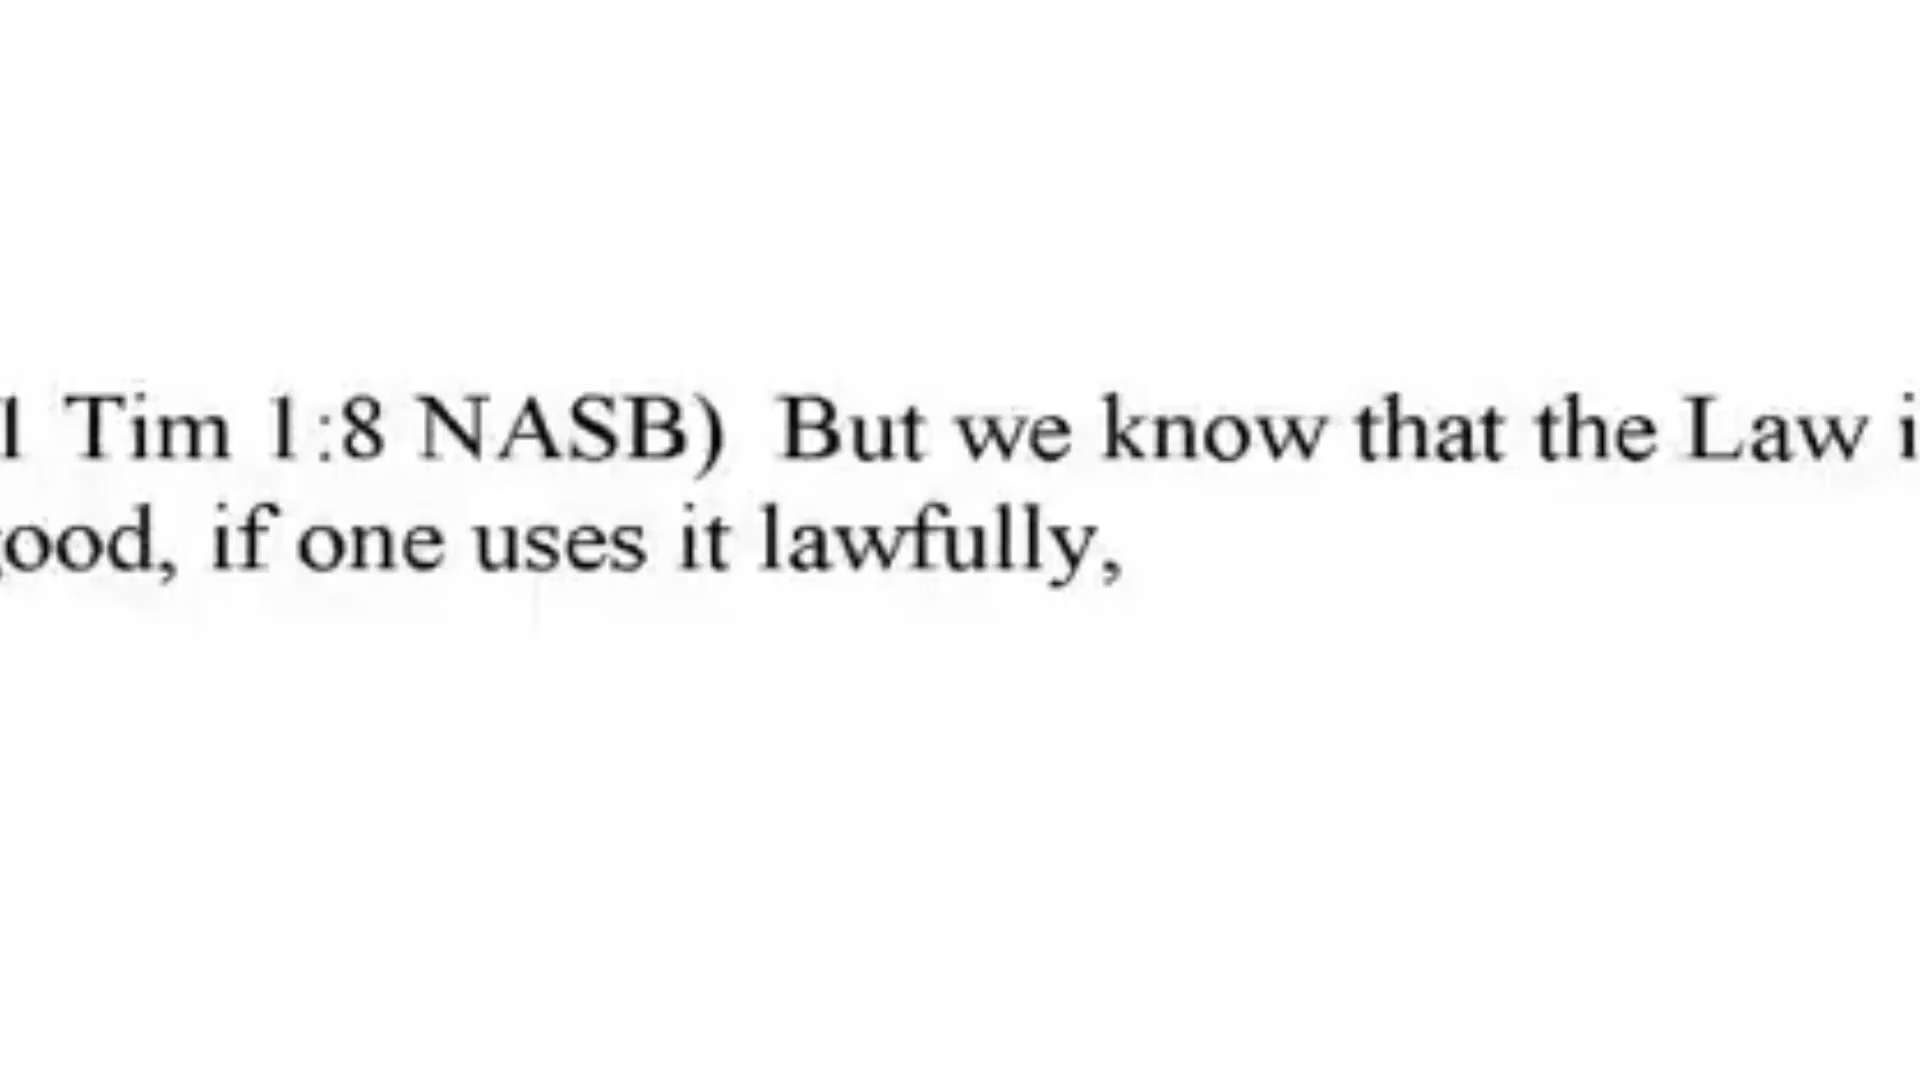 1 Tim 1:8 NASB) But we know that the Law i
ood, if one uses it lawfully,